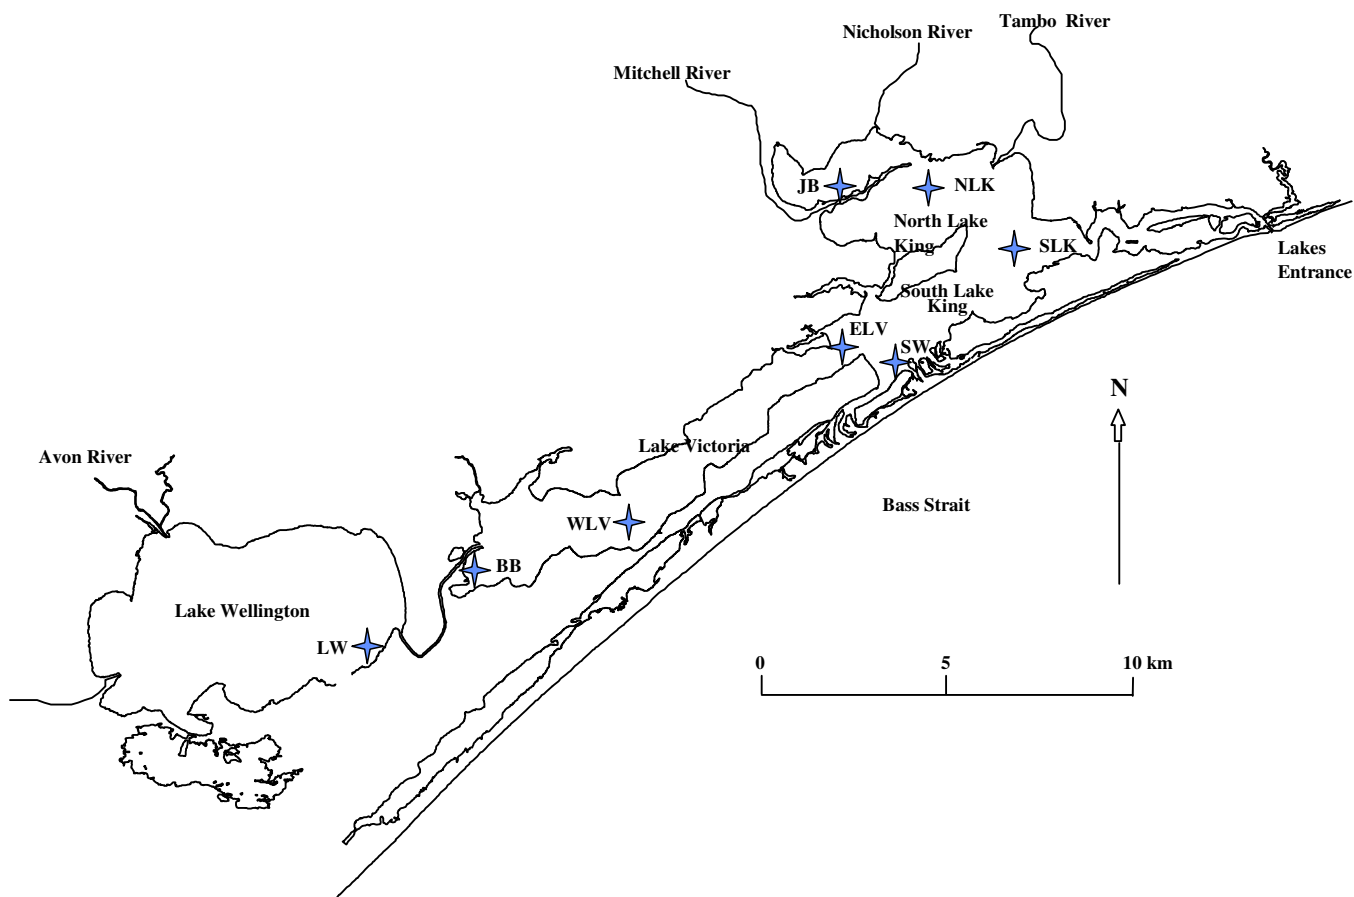 Tambo River
Nicholson River
Mitchell River
JB
NLK
North Lake
King
SLK
Lakes
Entrance
South Lake
King
ELV
SW
N
Lake Victoria
Avon River
Bass Strait
WLV
BB
Lake Wellington
LW
0 5 10 km